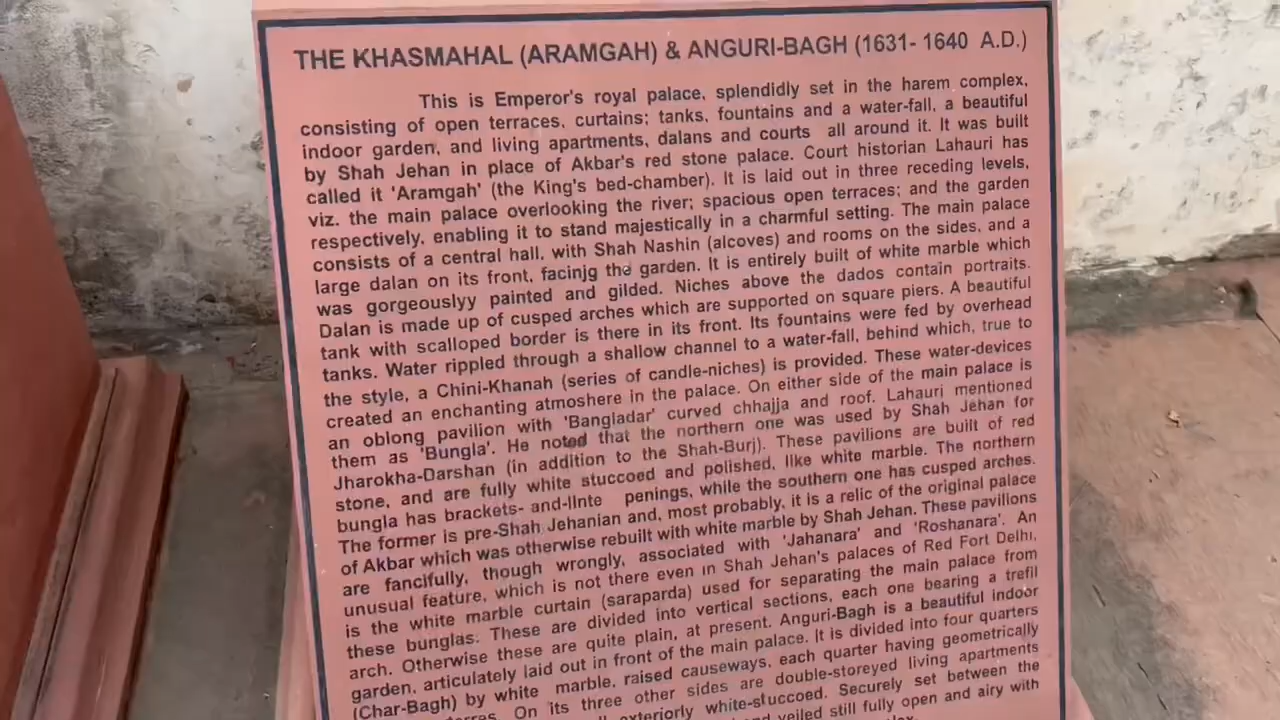 THE KHASMAHAL (ARAMGAH) & ANGURI-BAGH (1631- 1640 A.D.)
This is Emperor's royal palace, splendidly set in the harem complex,
consisting of open terraces, curtains; tanks, fountains and a water-fall, a beautiful
indoor garden, and living apartments, dalans and courts all around it. It was built
by Shah Jehan in place of Akbar's red stone palace. Court historian Lahauri has
called it 'Aramgah' (the King's bed-chamber). It is laid out in three receding levels,
viz. the main palace overlooking the river; spacious open terraces; and the garden
respectively, enabling it to stand majestically in a charmful setting. The main palace
consists of a central hall, with Shah Nashin (alcoves) and rooms on the sides, and a
large dalan on its front, facinjg the garden. It is entirely built of white marble which
was gorgeouslyy painted and gilded. Niches above the dados contain portraits.
Dalan is made up of cusped arches which are supported on square piers. A beautiful
tank with scalloped border is there in its front. Its fountains were fed by overhead
tanks. Water rippled through a shallow channel to a water-fall, behind which, true to
the style, a Chini-Khanah (series of candle-niches) is provided. These water-devices
created an enchanting atmoshere in the palace. On either side of the main palace is
an oblong pavilion with 'Bangladar' curved chhajja and roof. Lahauri mentioned
them as 'Bungla'. He noted that the northern one was used by Shah Jehan for
Jharokha-Darshan (in addition to the Shah-Burj). These pavilions are built of red
stone, and are fully white stuccoed and polished, like white marble. The northern
bungla has brackets- and-linte penings, while the southern one has cusped arches.
The former is pre-Shah Jehanian and, most probably, it is a relic of the original palace
of Akbar which was otherwise rebuilt with white marble by Shah Jehan. These pavilions
are fancifully, though wrongly, associated with 'Jahanara' and 'Roshanara'. An
unusual feature, which is not there even in Shah Jehan's palaces of Red Fort Delhi,
is the white marble curtain (saraparda) used for separating the main palace from
these bunglas. These are divided into vertical sections, each one bearing a trefil
arch. Otherwise these are quite plain, at present. Anguri-Bagh is a beautiful indoor
garden, articulately laid out in front of the main palace. It is divided into four quarters
(Char-Bagh) by white marble, raised causeways, each quarter having geometrically
On its three other sides are double-storeyed living apartments
exteriorly white-stuccoed. Securely set between the
veiled still fully open and airy with